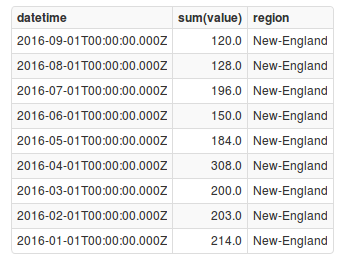 datetime sum(value) region
2016-09-01T00:00:00.000Z 120.0 New-England
2016-08-01T00:00:00.000Z 128.0 New-England
2016-07-01T00:00:00.000Z 196.0 New-England
2016-06-01T00:00:00.000Z 150.0 New-England
2016-05-01T00:00:00.000Z 184.0 New-England
2016-04-01T00:00:00.000Z 308.0 New-England
2016-03-01T00:00:00.000Z 200.0 New-England
2016-02-01T00:00:00.000Z 203.0 New-England
2016-01-01T00:00:00.000Z 214.0 New-England